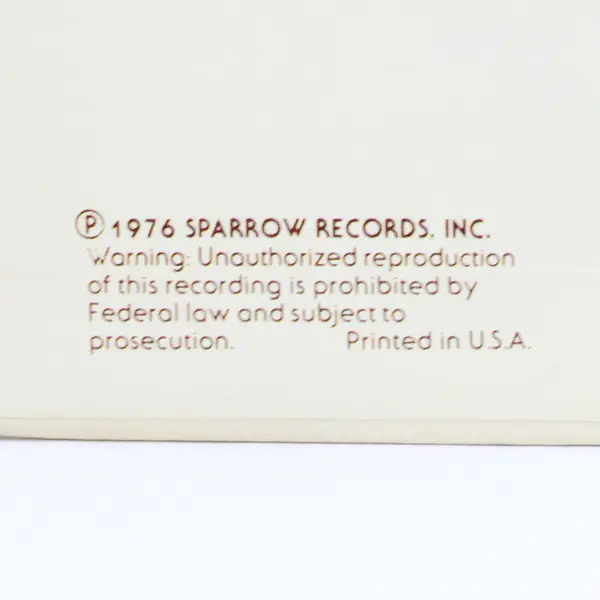 Ⓟ 1976 SPARROW RECORDS, INC.
Warning: Unauthorized reproduction
of this recording is prohibited by
Federal law and subject to
prosecution. Printed in U.S.A.